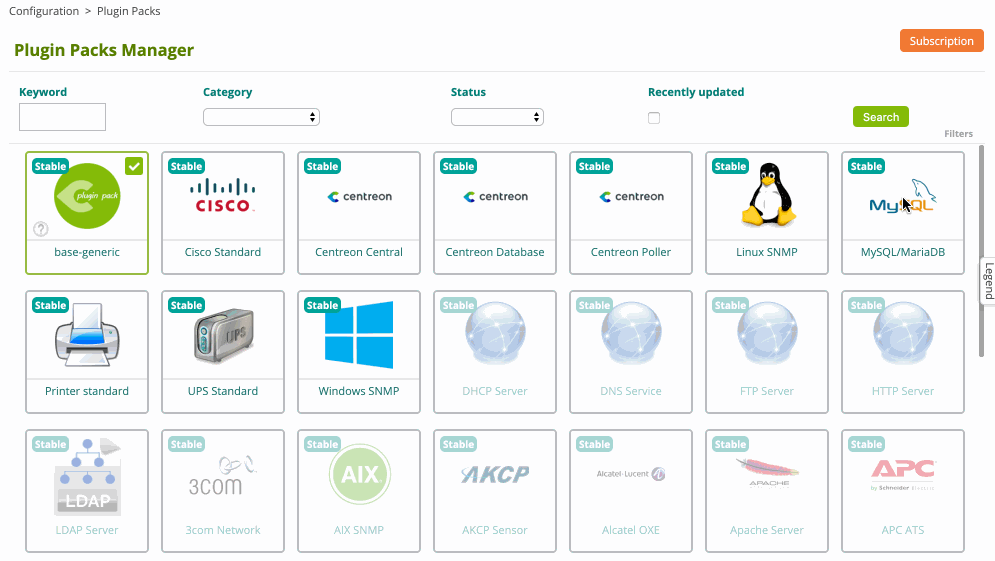 Configuration > Plugin Packs
Plugin Packs Manager
Subscription
Keyword Category Status Recently updated
Search
Filters
Stable Stable Stable Stable Stable Stable Stable
plugin pack CISCO centreon centreon centreon MySQL
?
base-generic Cisco Standard Centreon Central Centreon Database Centreon Poller Linux SNMP MySQL/MariaDB
Legend
Stable Stable Stable Stable Stable Stable Stable
UPS
Printer standard UPS Standard Windows SNMP DHCP Server DNS Service FTP Server HTTP Server
Stable Stable Stable Stable Stable Stable Stable
LDAP 3COM AIX AKCP Alcatel-Lucent APACHE APC
by Schneider Electric
LDAP Server 3com Network AIX SNMP AKCP Sensor Alcatel OXE Apache Server APC ATS